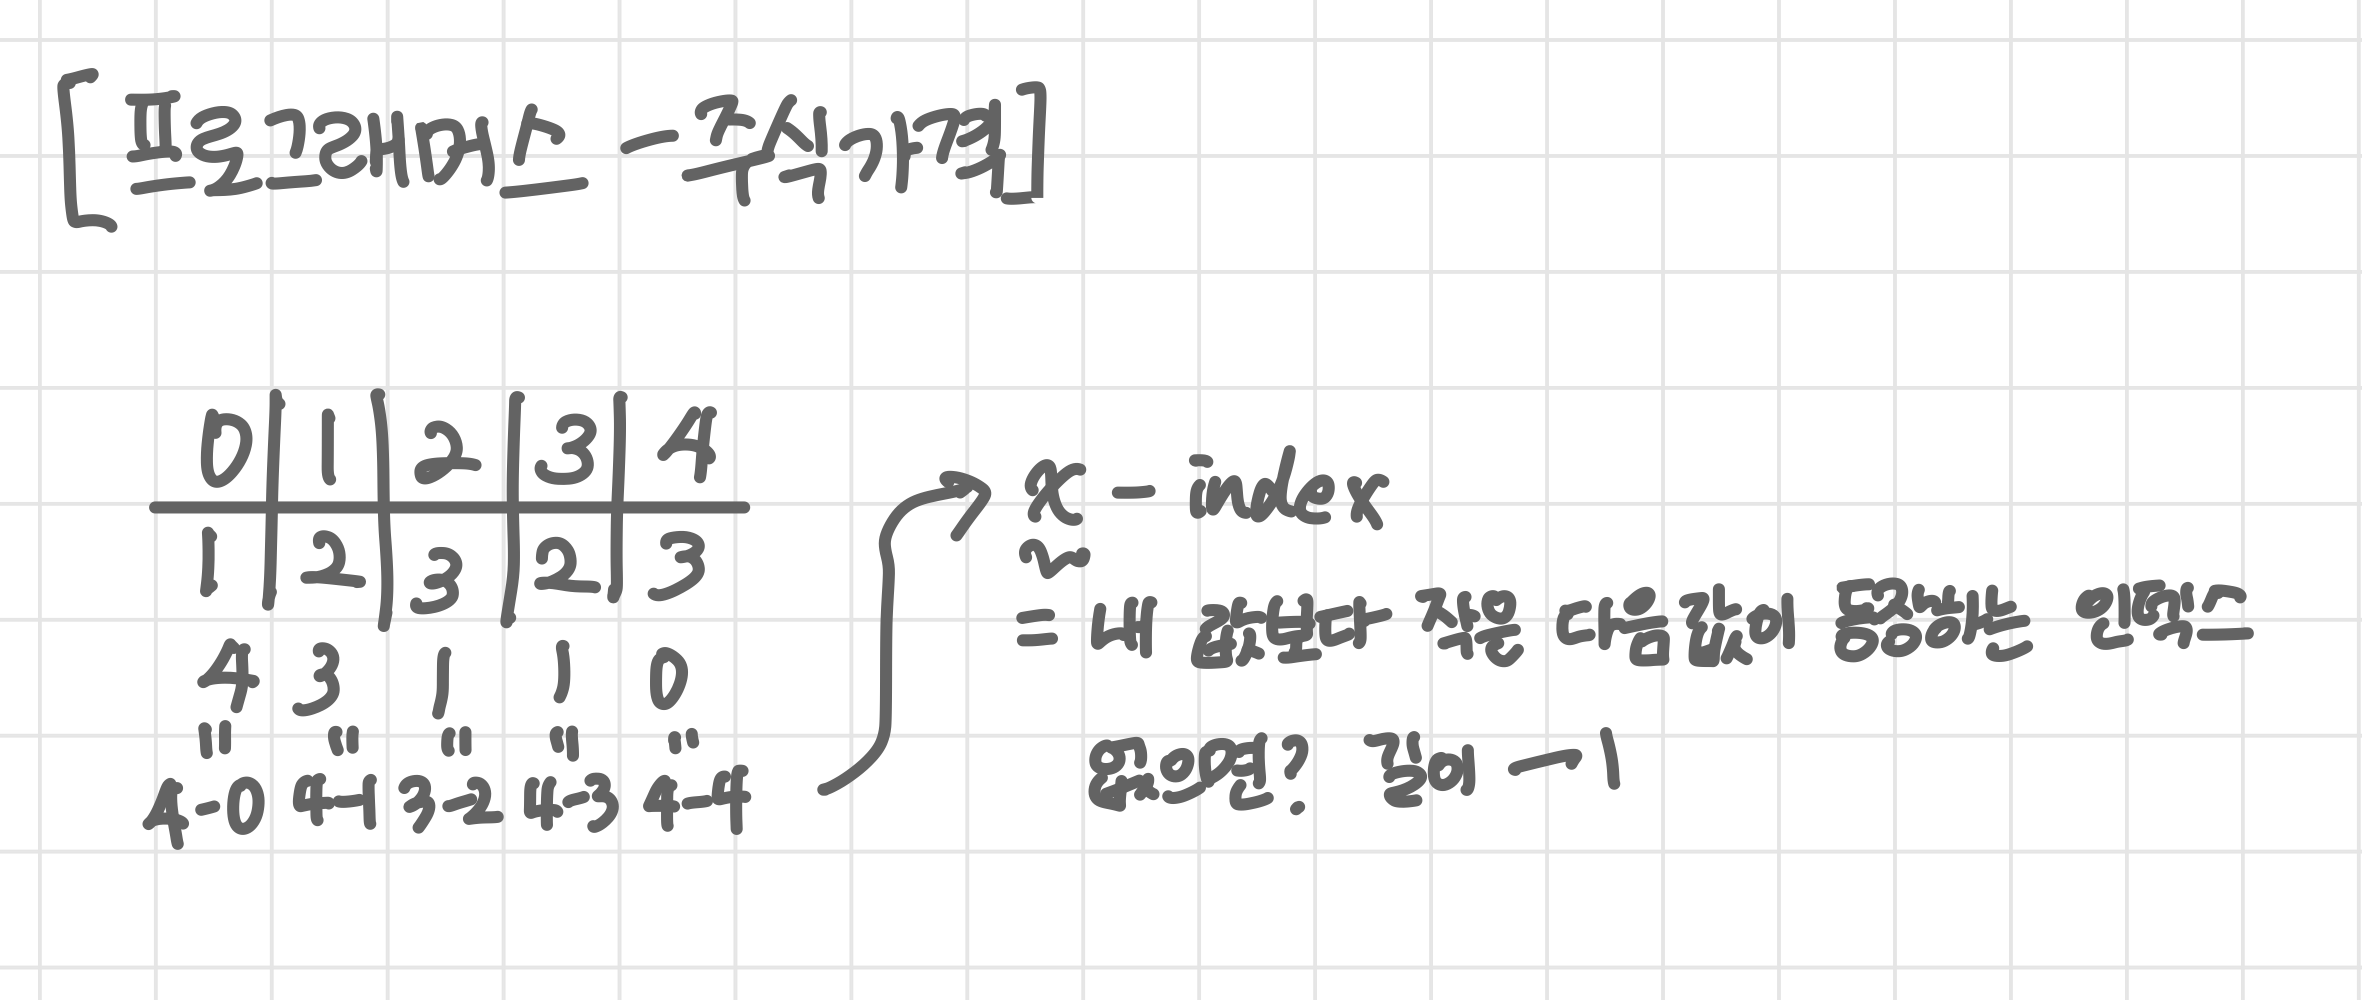 [프로그래머스 - 주식가격]
0 1 2 3 4
1 2 3 2 3
4 3 1 1 0
" " " " "
4-0 4-1 3-2 4-3 4-4
x - index
= 내 값보다 작은 다음값이 등장하는 인덱스
없으면? 길이 -1